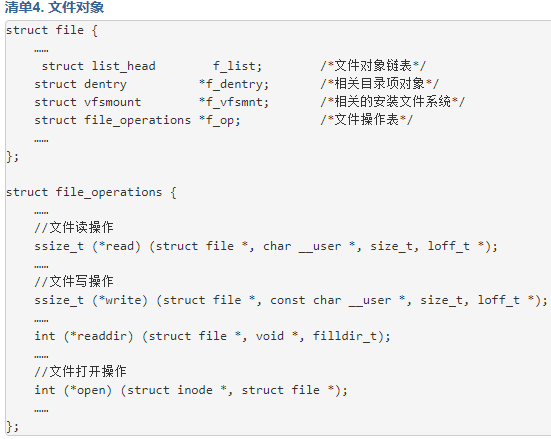 清单4. 文件对象
struct file {
……
struct list_head f_list; /*文件对象链表*/
struct dentry *f_dentry; /*相关目录项对象*/
struct vfsmount *f_vfsmnt; /*相关的安装文件系统*/
struct file_operations *f_op; /*文件操作表*/
……
};
struct file_operations {
……
//文件读操作
ssize_t (*read) (struct file *, char __user *, size_t, loff_t *);
……
//文件写操作
ssize_t (*write) (struct file *, const char __user *, size_t, loff_t *);
……
int (*readdir) (struct file *, void *, filldir_t);
……
//文件打开操作
int (*open) (struct inode *, struct file *);
……
};